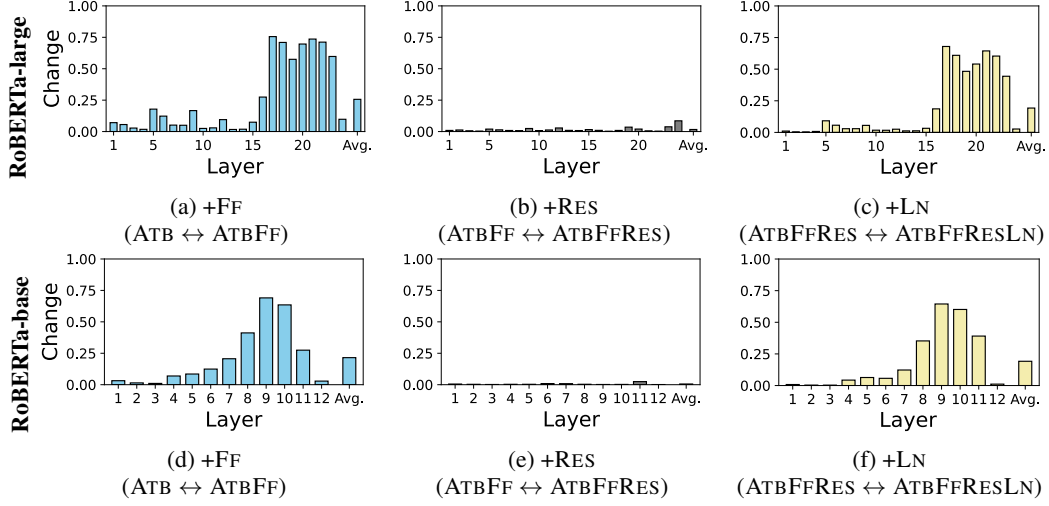 RoBERTa-large
Change
1.00
0.75
0.50
0.25
0.00
1 5 10 15 20 Avg.
Layer
(a) +FF
(ATB ↔ ATBFF)
1.00
0.75
0.50
0.25
0.00
1 5 10 15 20 Avg.
Layer
(b) +RES
(ATBFF ↔ ATBFFRES)
1.00
0.75
0.50
0.25
0.00
1 5 10 15 20 Avg.
Layer
(c) +LN
(ATBFFRES ↔ ATBFFRESLN)
RoBERTa-base
Change
1.00
0.75
0.50
0.25
0.00
1 2 3 4 5 6 7 8 9 10 11 12 Avg.
Layer
(d) +FF
(ATB ↔ ATBFF)
1.00
0.75
0.50
0.25
0.00
1 2 3 4 5 6 7 8 9 10 11 12 Avg.
Layer
(e) +RES
(ATBFF ↔ ATBFFRES)
1.00
0.75
0.50
0.25
0.00
1 2 3 4 5 6 7 8 9 10 11 12 Avg.
Layer
(f) +LN
(ATBFFRES ↔ ATBFFRESLN)